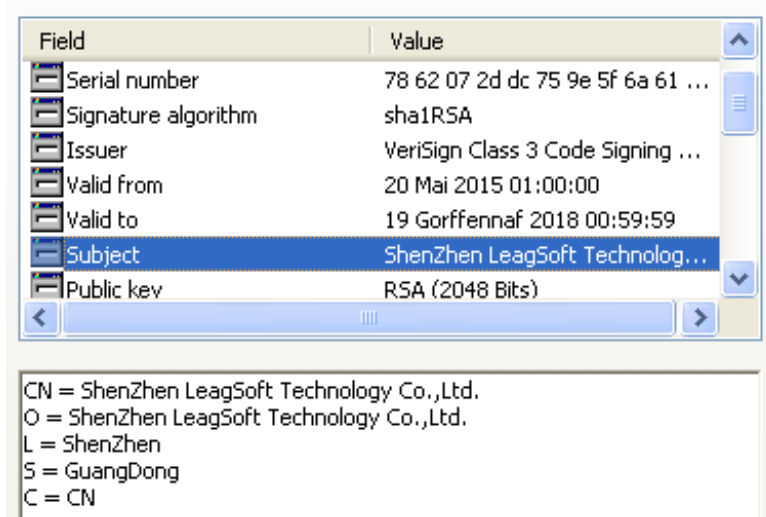 Field Value
Serial number 78 62 07 2d dc 75 9e 5f 6a 61 ...
Signature algorithm sha1RSA
Issuer VeriSign Class 3 Code Signing ...
Valid from 20 Mai 2015 01:00:00
Valid to 19 Gorffennaf 2018 00:59:59
Subject ShenZhen LeagSoft Technolog...
Public key RSA (2048 Bits)
CN = ShenZhen LeagSoft Technology Co.,Ltd.
O = ShenZhen LeagSoft Technology Co.,Ltd.
L = ShenZhen
S = GuangDong
C = CN